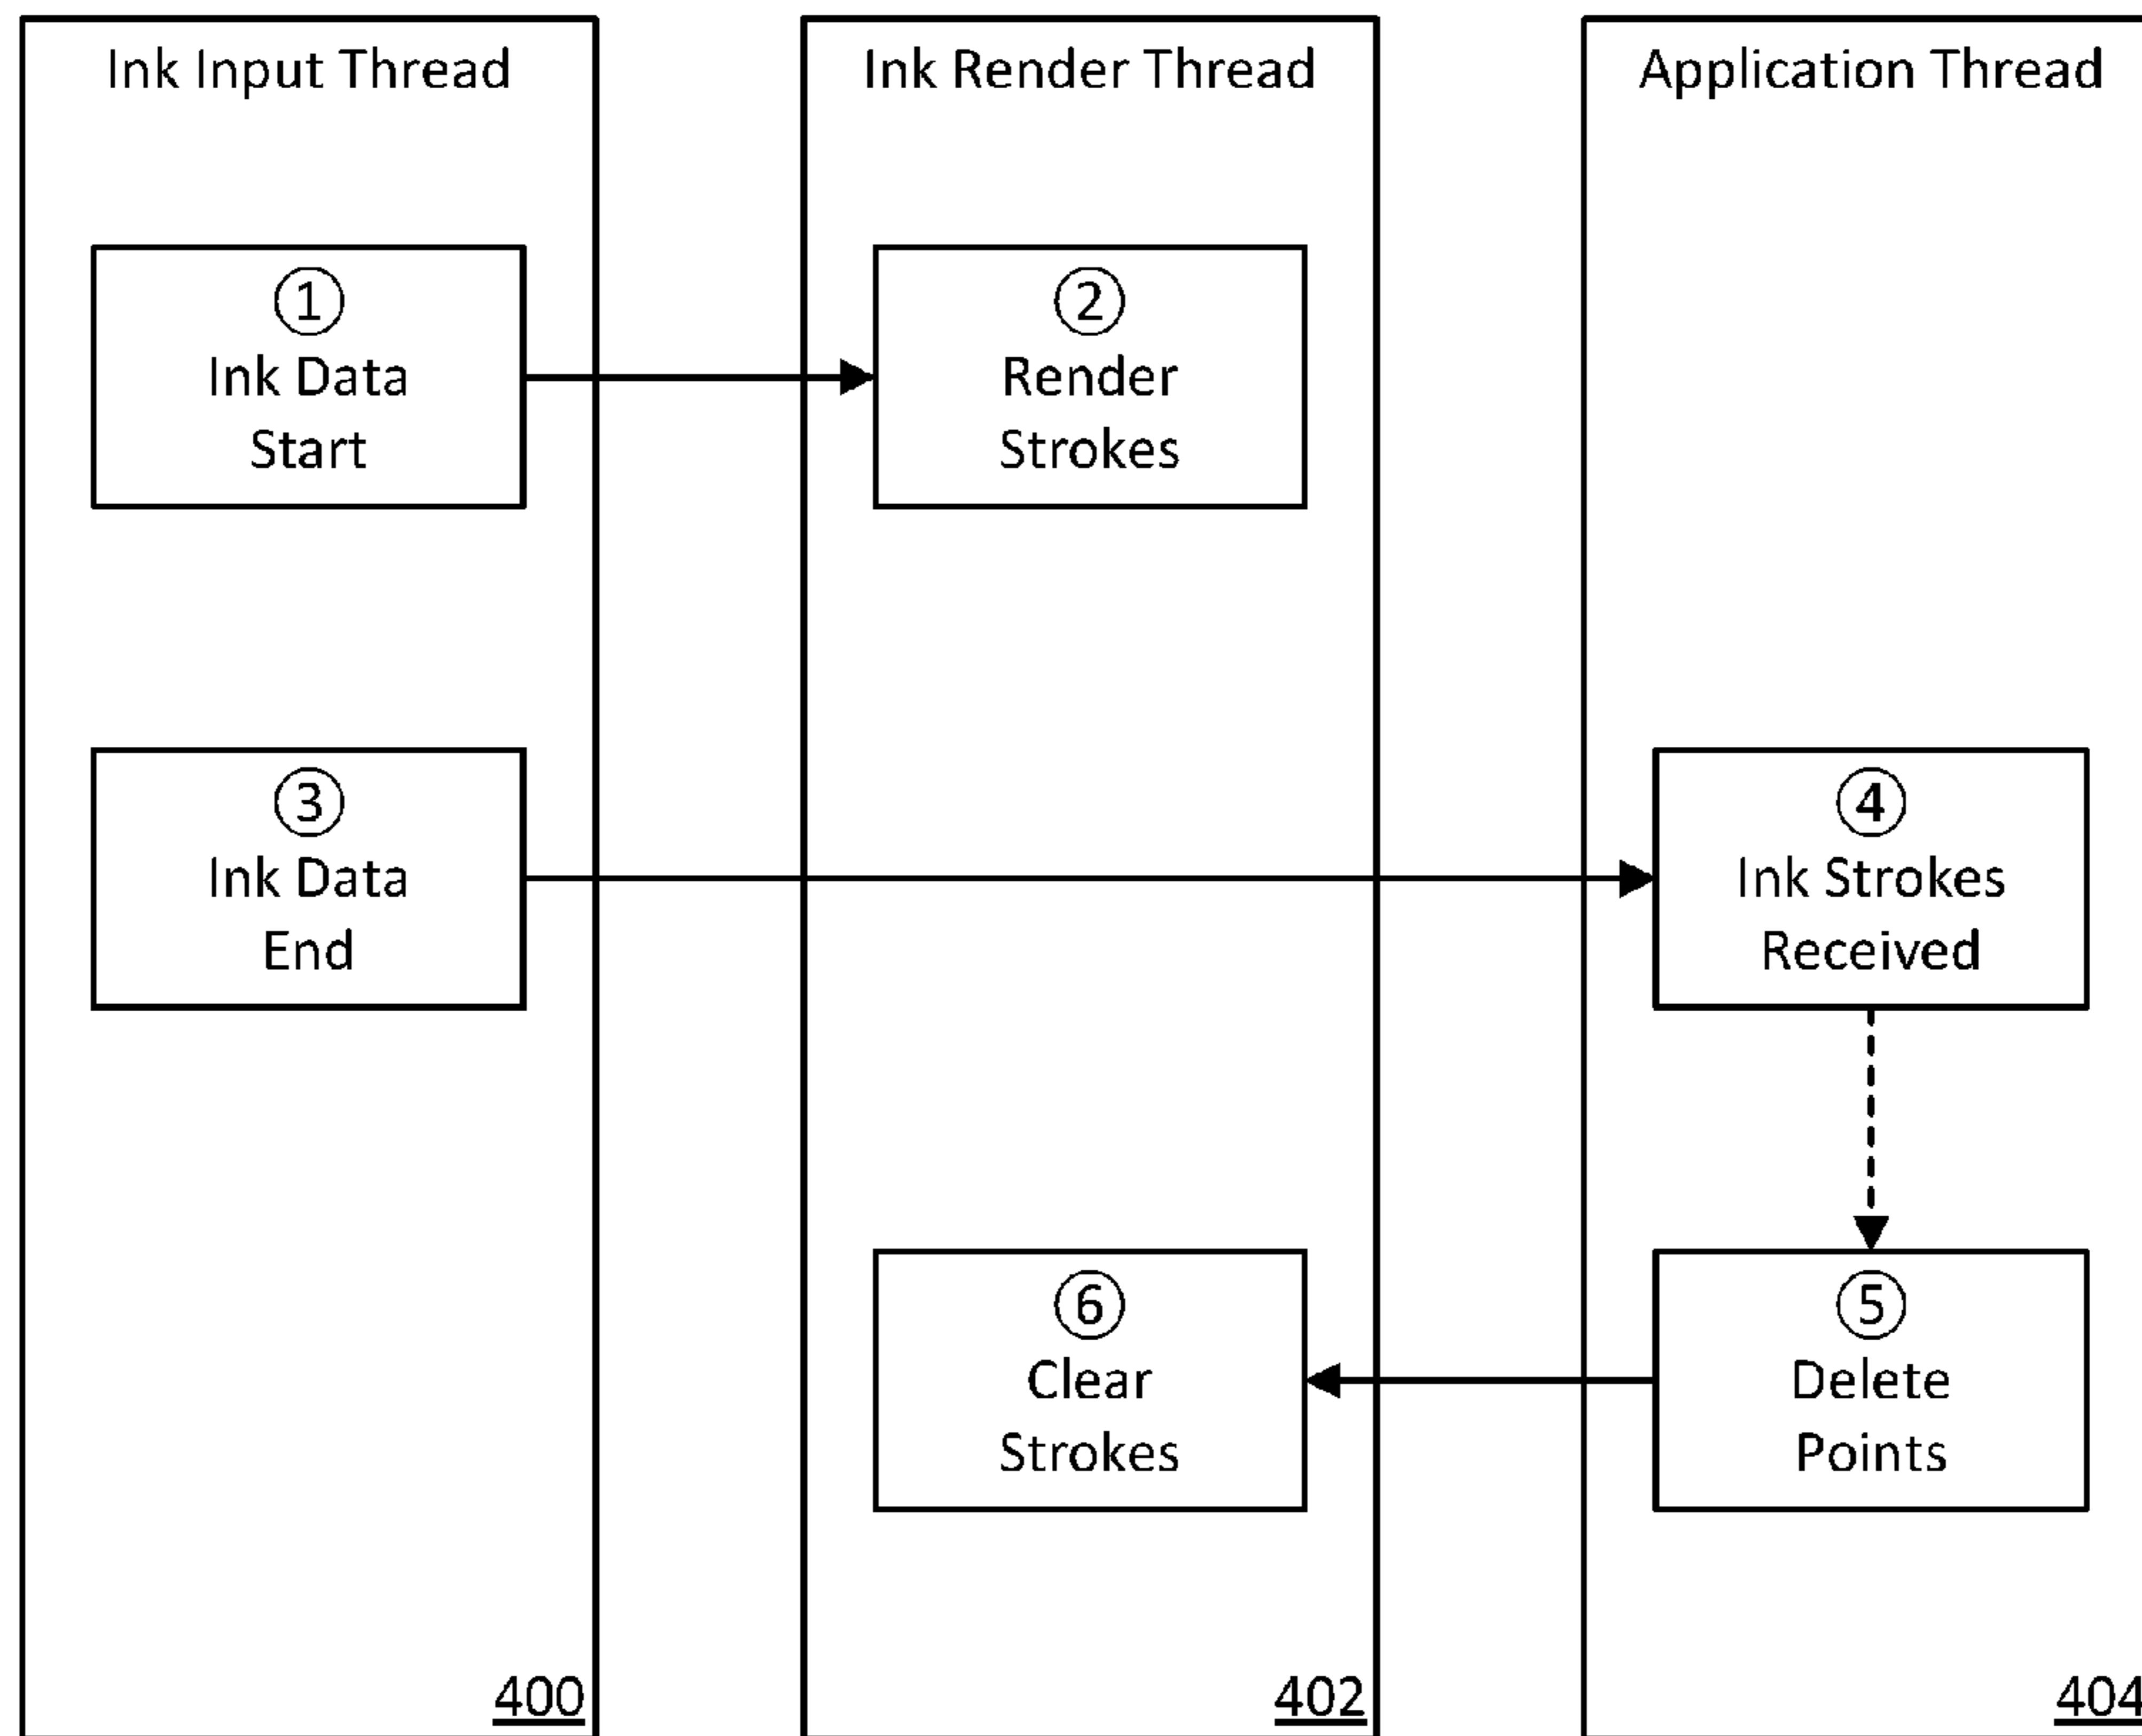 Ink Input Thread
Ink Render Thread
Application Thread
①
Ink Data
Start
②
Render
Strokes
③
Ink Data
End
④
Ink Strokes
Received
⑥
Clear
Strokes
⑤
Delete
Points
400
402
404